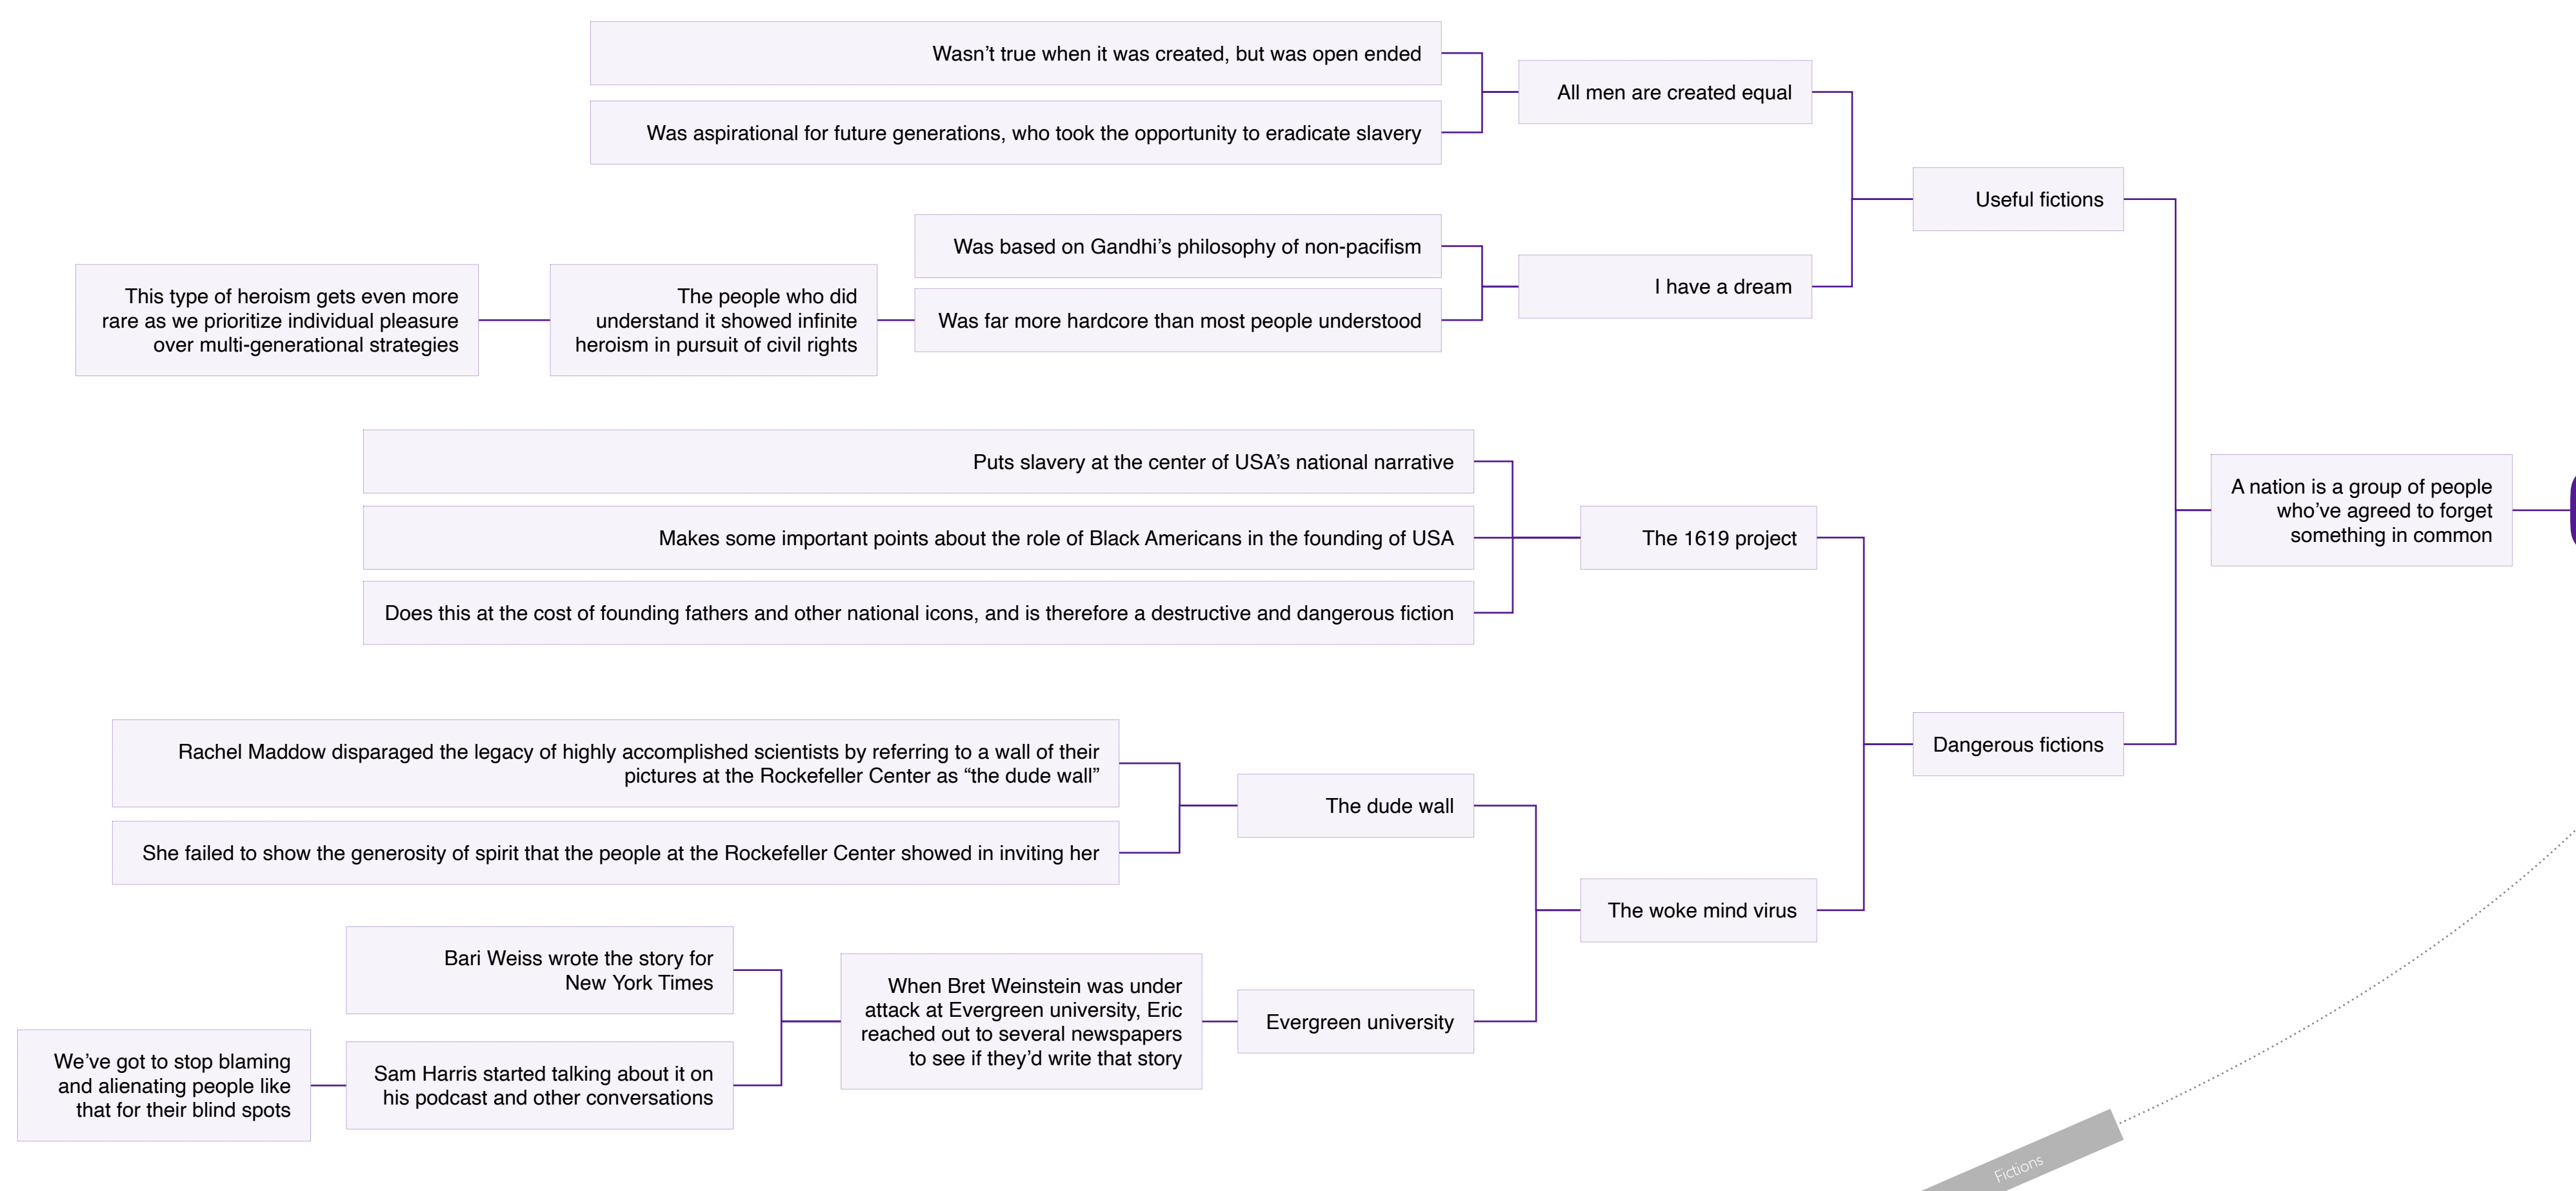 Wasn’t true when it was created, but was open ended
Was aspirational for future generations, who took the opportunity to eradicate slavery
All men are created equal
Useful fictions
Was based on Gandhi’s philosophy of non-pacifism
I have a dream
This type of heroism gets even more
rare as we prioritize individual pleasure
over multi-generational strategies
The people who did
understand it showed infinite
heroism in pursuit of civil rights
Was far more hardcore than most people understood
Puts slavery at the center of USA’s national narrative
Makes some important points about the role of Black Americans in the founding of USA
Does this at the cost of founding fathers and other national icons, and is therefore a destructive and dangerous fiction
The 1619 project
A nation is a group of people
who’ve agreed to forget
something in common
Dangerous fictions
Rachel Maddow disparaged the legacy of highly accomplished scientists by referring to a wall of their
pictures at the Rockefeller Center as “the dude wall”
She failed to show the generosity of spirit that the people at the Rockefeller Center showed in inviting her
The dude wall
The woke mind virus
Bari Weiss wrote the story for
New York Times
When Bret Weinstein was under
attack at Evergreen university, Eric
reached out to several newspapers
to see if they’d write that story
Evergreen university
We’ve got to stop blaming
and alienating people like
that for their blind spots
Sam Harris started talking about it on
his podcast and other conversations
Fictions